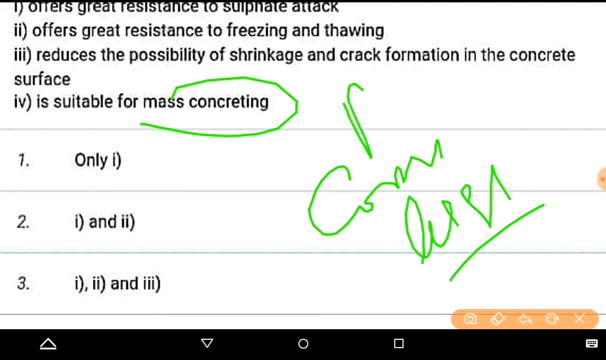 i) offers great resistance to sulphate attack
ii) offers great resistance to freezing and thawing
iii) reduces the possibility of shrinkage and crack formation in the concrete
surface
iv) is suitable for mass concreting
1. Only i)
2. i) and ii)
3. i), ii) and iii)